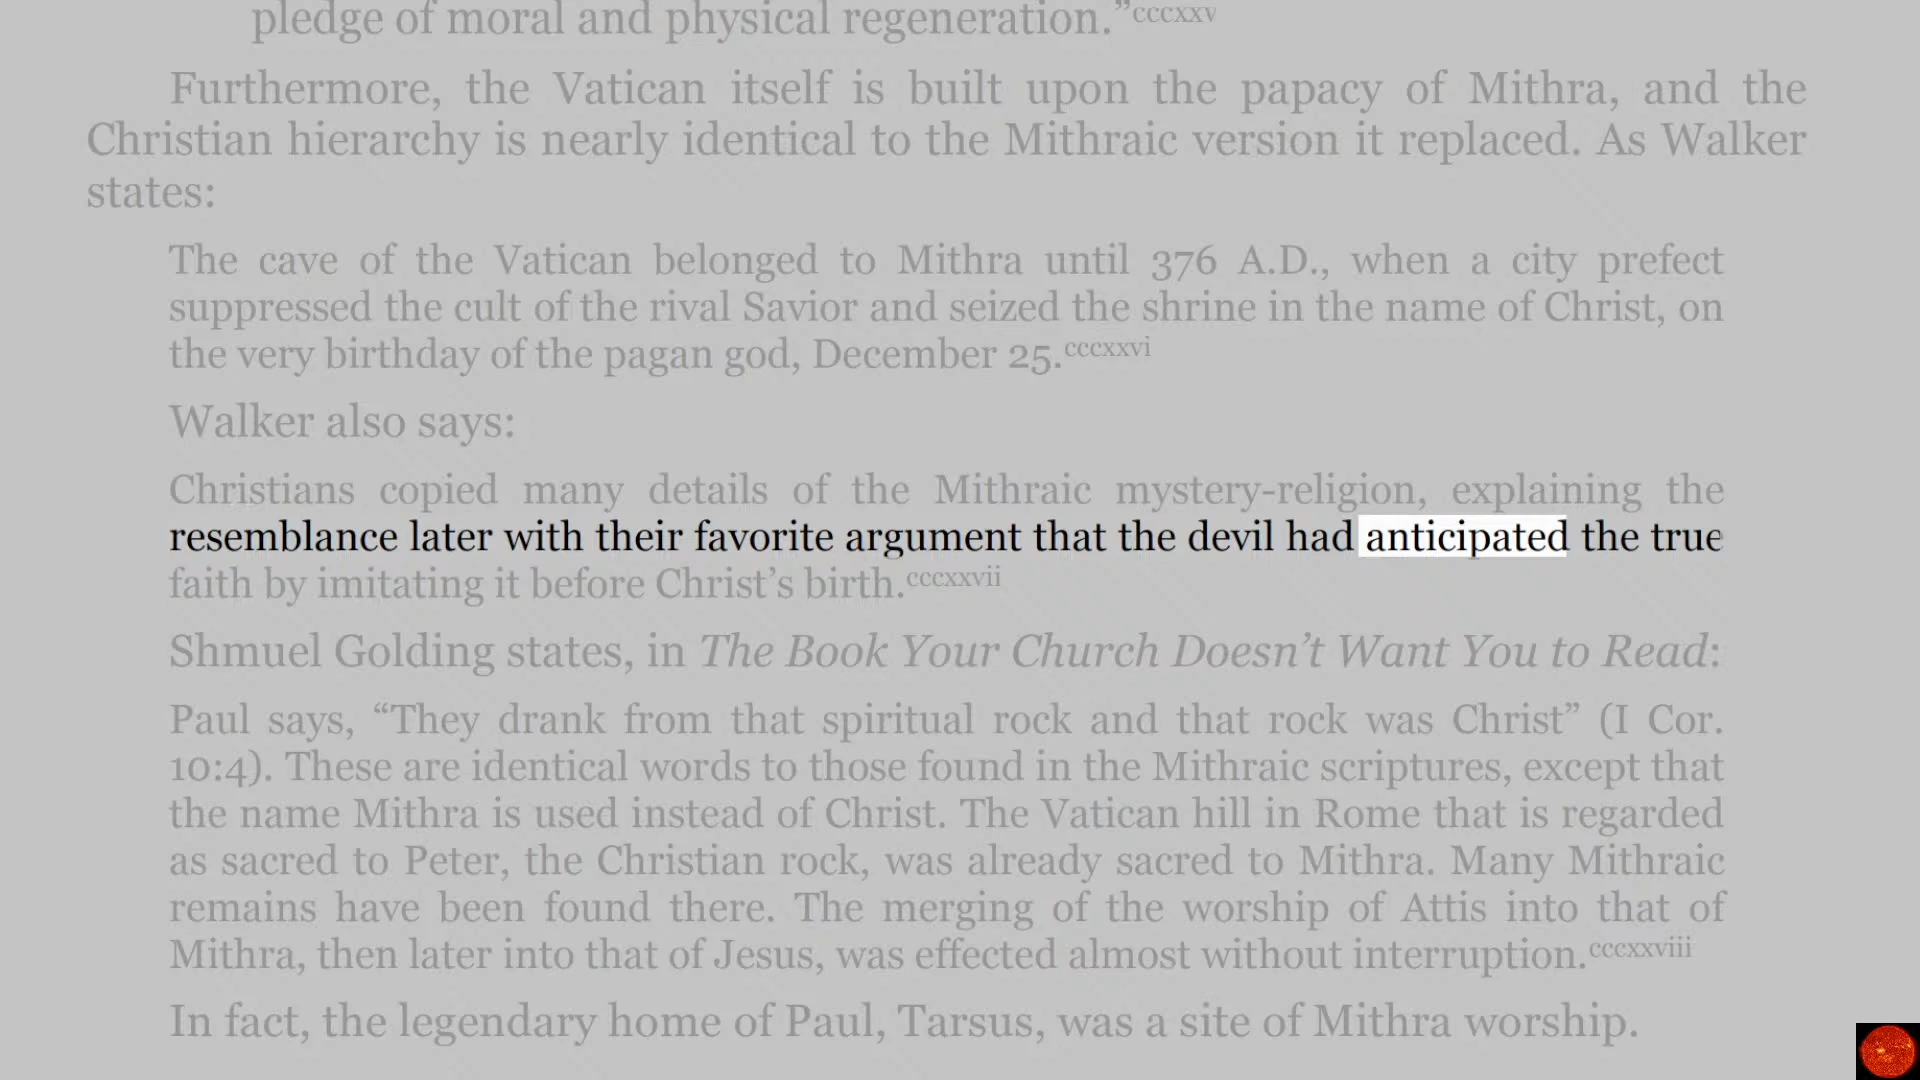 pledge of moral and physical regeneration.”cccxxv
Furthermore, the Vatican itself is built upon the papacy of Mithra, and the
Christian hierarchy is nearly identical to the Mithraic version it replaced. As Walker
states:
The cave of the Vatican belonged to Mithra until 376 A.D., when a city prefect
suppressed the cult of the rival Savior and seized the shrine in the name of Christ, on
the very birthday of the pagan god, December 25.cccxxvi
Walker also says:
Christians copied many details of the Mithraic mystery-religion, explaining the
resemblance later with their favorite argument that the devil had anticipated the true
faith by imitating it before Christ’s birth.cccxxvii
Shmuel Golding states, in The Book Your Church Doesn’t Want You to Read:
Paul says, “They drank from that spiritual rock and that rock was Christ” (I Cor.
10:4). These are identical words to those found in the Mithraic scriptures, except that
the name Mithra is used instead of Christ. The Vatican hill in Rome that is regarded
as sacred to Peter, the Christian rock, was already sacred to Mithra. Many Mithraic
remains have been found there. The merging of the worship of Attis into that of
Mithra, then later into that of Jesus, was effected almost without interruption.cccxxviii
In fact, the legendary home of Paul, Tarsus, was a site of Mithra worship.